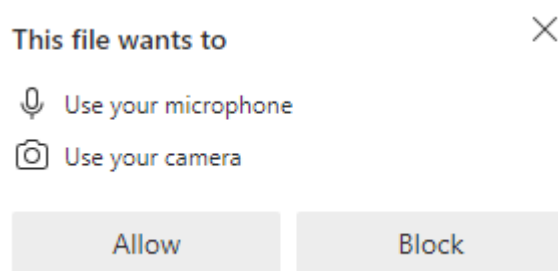 This file wants to
Use your microphone
Use your camera
Allow
Block